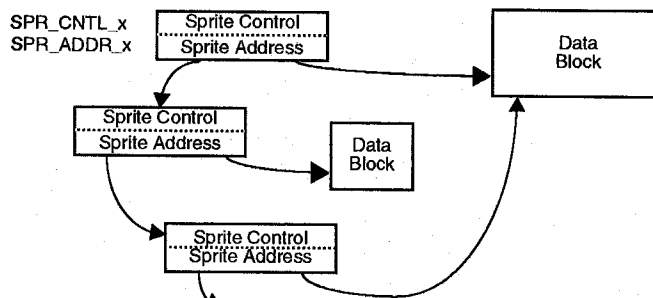 SPR_CNTL_x
SPR_ADDR_x
Sprite Control
Sprite Address
Data
Block
Sprite Control
Sprite Address
Data
Block
Sprite Control
Sprite Address